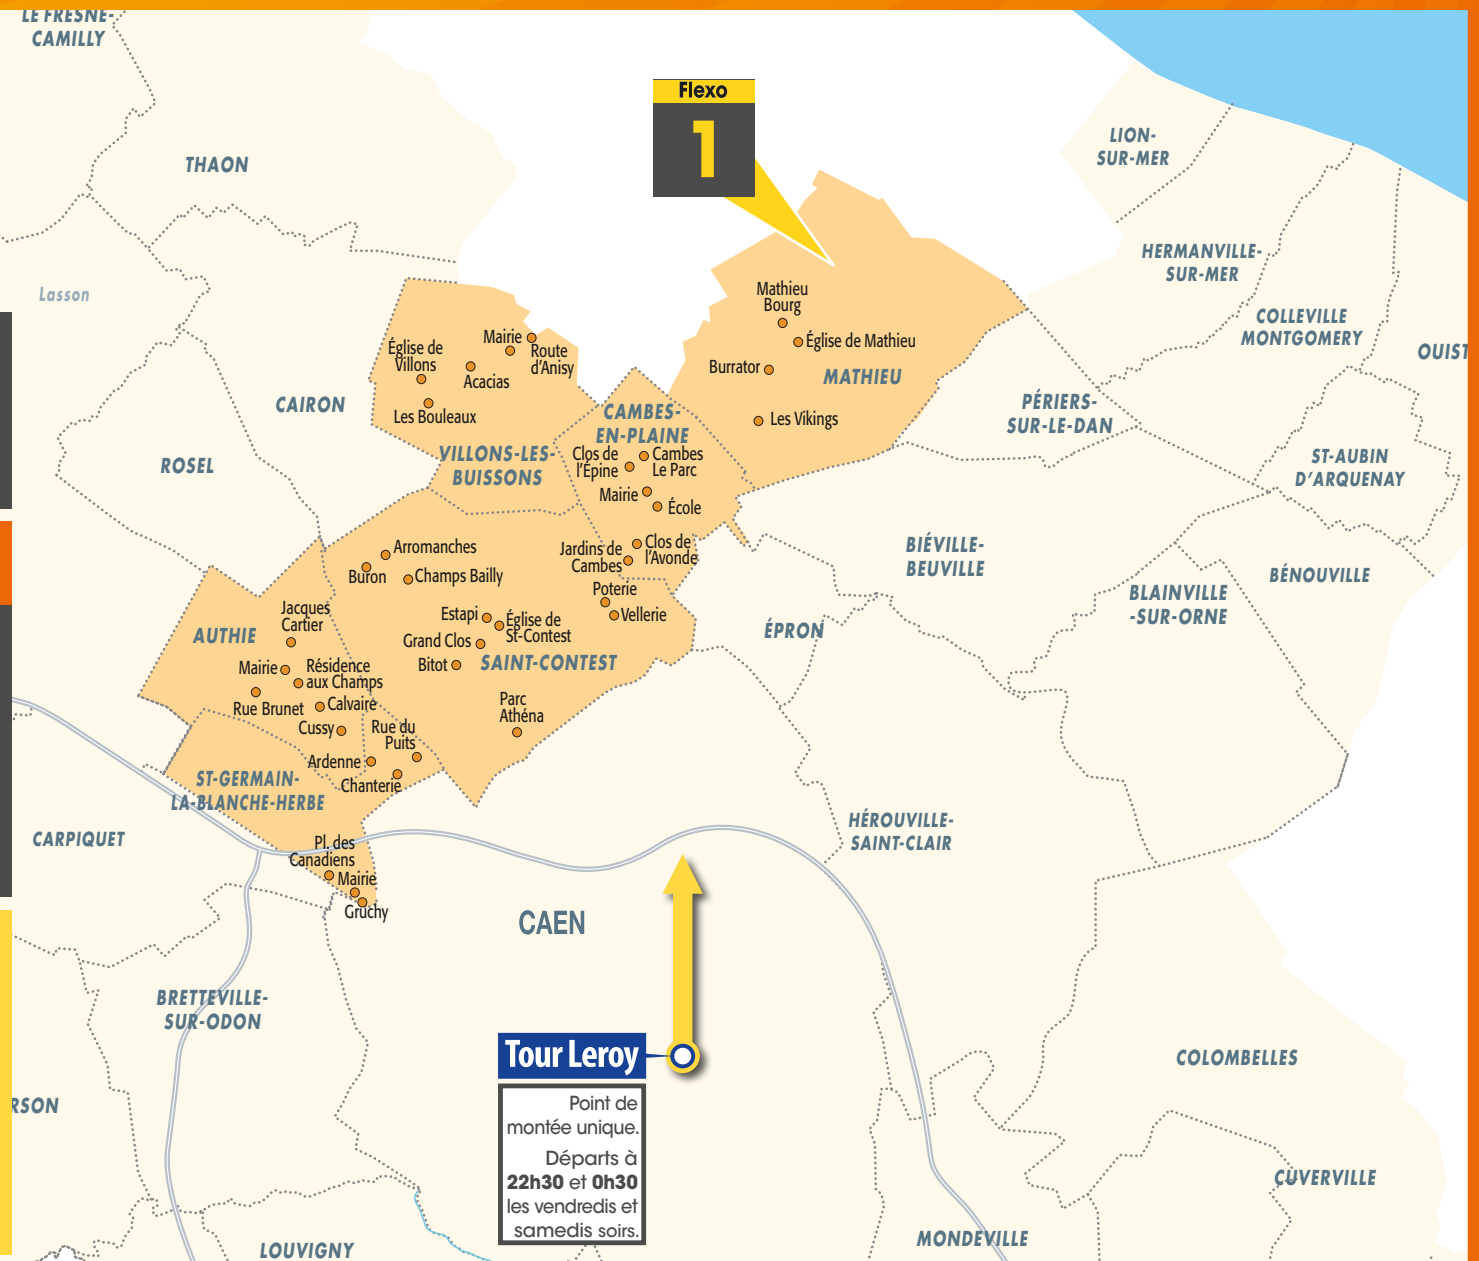 LE FRESNE-
CAMILLY
THAON
Lasson
CAIRON
ROSEL
Flexo
1
LION-
SUR-MER
HERMANVILLE-
SUR-MER
COLLEVILLE
MONTGOMERY
OUIST
PÉRIERS-
SUR-LE-DAN
ST-AUBIN
D'ARQUENAY
BIÉVILLE-
BEUVILLE
BLAINVILLE
-SUR-ORNE
BÉNOUVILLE
ÉPRON
Mathieu
Bourg
Église de Mathieu
Burrator
MATHIEU
Les Vikings
Mairie
Route
d'Anisy
Église de
Villons
Acacias
Les Bouleaux
VILLONS-LES-
BUISSONS
CAMBES-
EN-PLAINE
Clos de
l'Épine
Cambes
Le Parc
Mairie
École
Clos de
l'Avonde
Jardins de
Cambes
Poterie
Vellerie
Arromanches
Buron
Champs Bailly
Estapi
Église de
St-Contest
Grand Clos
Bitot
SAINT-CONTEST
Parc
Athéna
AUTHIE
Jacques
Cartier
Mairie
Résidence
aux Champs
Rue Brunet
Calvaire
Cussy
Rue du
Puits
Ardenne
Chanterie
ST-GERMAIN-
LA-BLANCHE-HERBE
Pl. des
Canadiens
Mairie
Gruchy
CARPIQUET
HÉROUVILLE-
SAINT-CLAIR
CAEN
BRETTEVILLE-
SUR-ODON
RSON
LOUVIGNY
COLOMBELLES
CUVERVILLE
MONDEVILLE
Tour Leroy
Point de
montée unique.
Départs à
22h30 et 0h30
les vendredis et
samedis soirs.